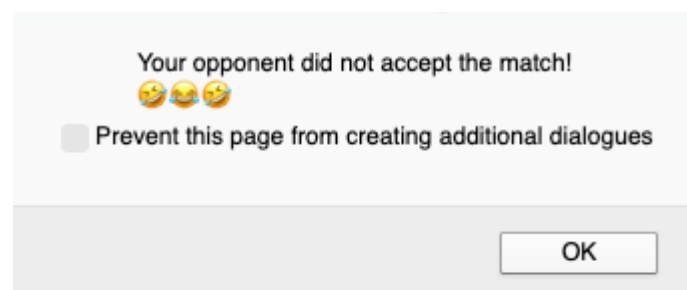 Your opponent did not accept the match!
🤣😂🤣
Prevent this page from creating additional dialogues
OK